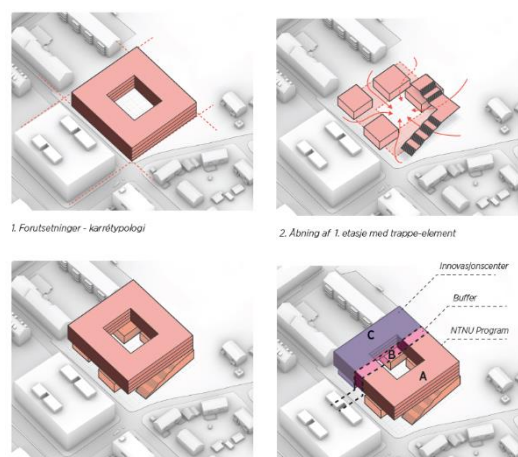 1. Forutsetninger - karrétypologi
2. Åbning af 1. etasje med trappe-element
Innovasjonscenter
Buffer
NTNU Program
C
B
A